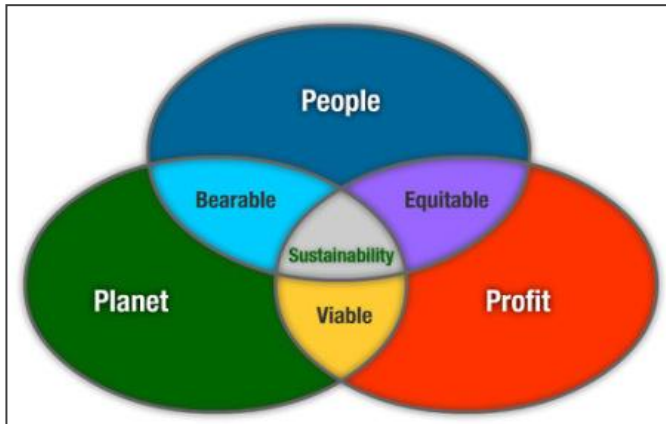 People
Bearable
Equitable
Sustainability
Planet
Viable
Profit